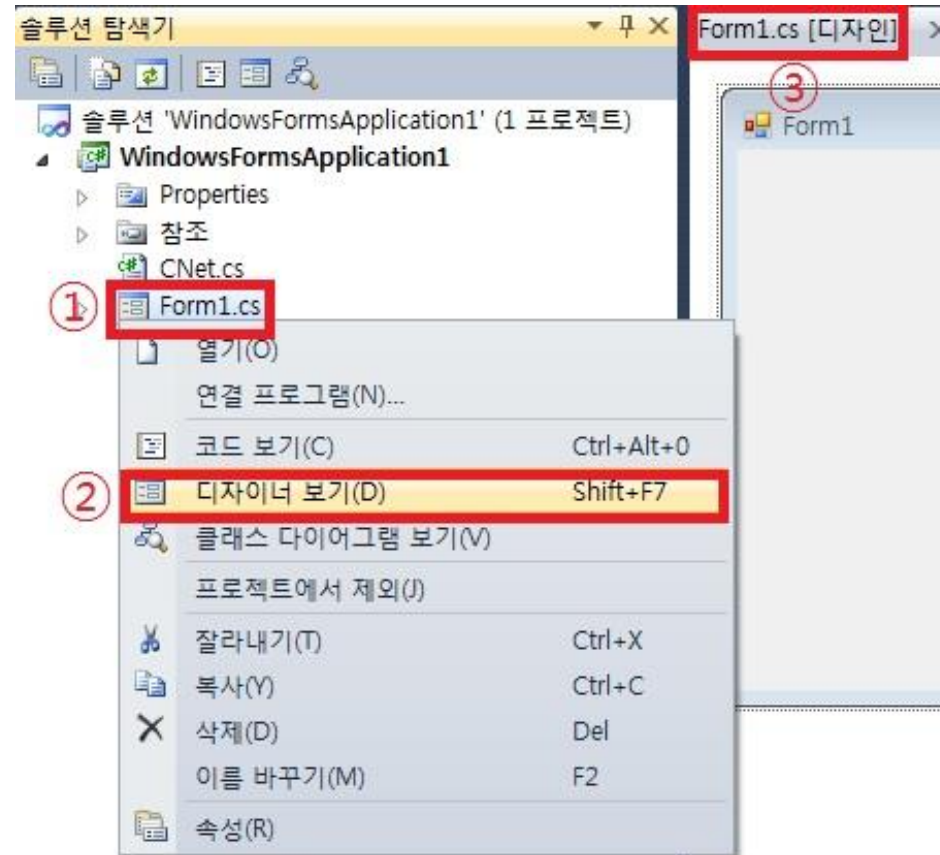 솔루션 탐색기
Form1.cs [디자인]
③
솔루션 'WindowsFormsApplication1' (1 프로젝트)
Form1
WindowsFormsApplication1
Properties
참조
CNet.cs
① Form1.cs
열기(O)
연결 프로그램(N)...
코드 보기(C) Ctrl+Alt+0
② 디자이너 보기(D) Shift+F7
클래스 다이어그램 보기(V)
프로젝트에서 제외(J)
잘라내기(T) Ctrl+X
복사(Y) Ctrl+C
삭제(D) Del
이름 바꾸기(M) F2
속성(R)